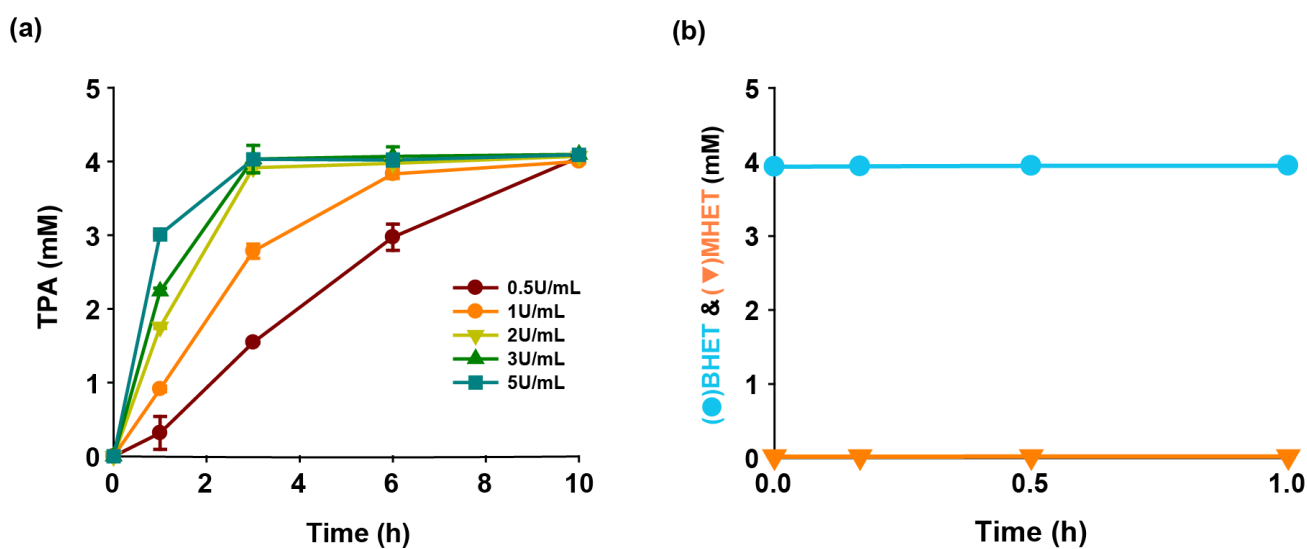 (a)
TPA (mM)
5
4
3
2
1
0
0 2 4 6 8 10
Time (h)
0.5U/mL
1U/mL
2U/mL
3U/mL
5U/mL
(b)
(●)BHET & (▼)MHET (mM)
5
4
3
2
1
0
0.0 0.5 1.0
Time (h)